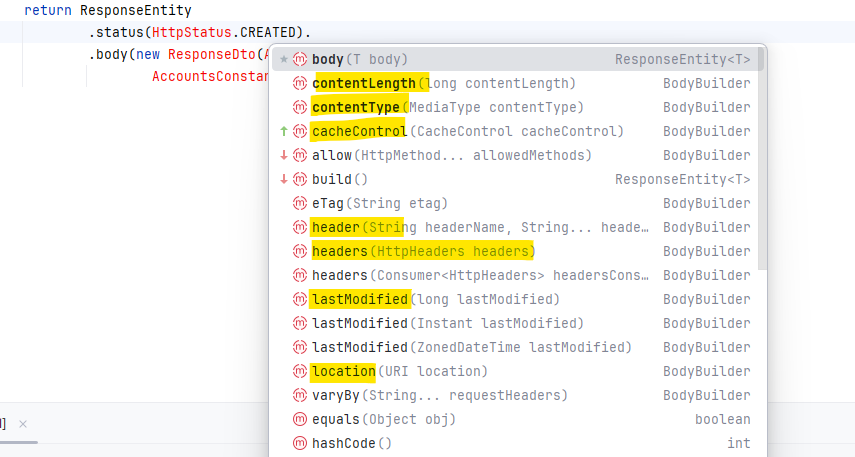 return ResponseEntity
.status(HttpStatus.CREATED).
.body(new ResponseDto(A
AccountsConstan
body(T body) ResponseEntity<T>
contentLength(long contentLength) BodyBuilder
contentType(MediaType contentType) BodyBuilder
cacheControl(CacheControl cacheControl) BodyBuilder
allow(HttpMethod... allowedMethods) BodyBuilder
build() ResponseEntity<T>
eTag(String etag) BodyBuilder
header(String headerName, String... heade… BodyBuilder
headers(HttpHeaders headers) BodyBuilder
headers(Consumer<HttpHeaders> headersCons… BodyBuilder
lastModified(long lastModified) BodyBuilder
lastModified(Instant lastModified) BodyBuilder
lastModified(ZonedDateTime lastModified) BodyBuilder
location(URI location) BodyBuilder
varyBy(String... requestHeaders) BodyBuilder
equals(Object obj) boolean
hashCode() int